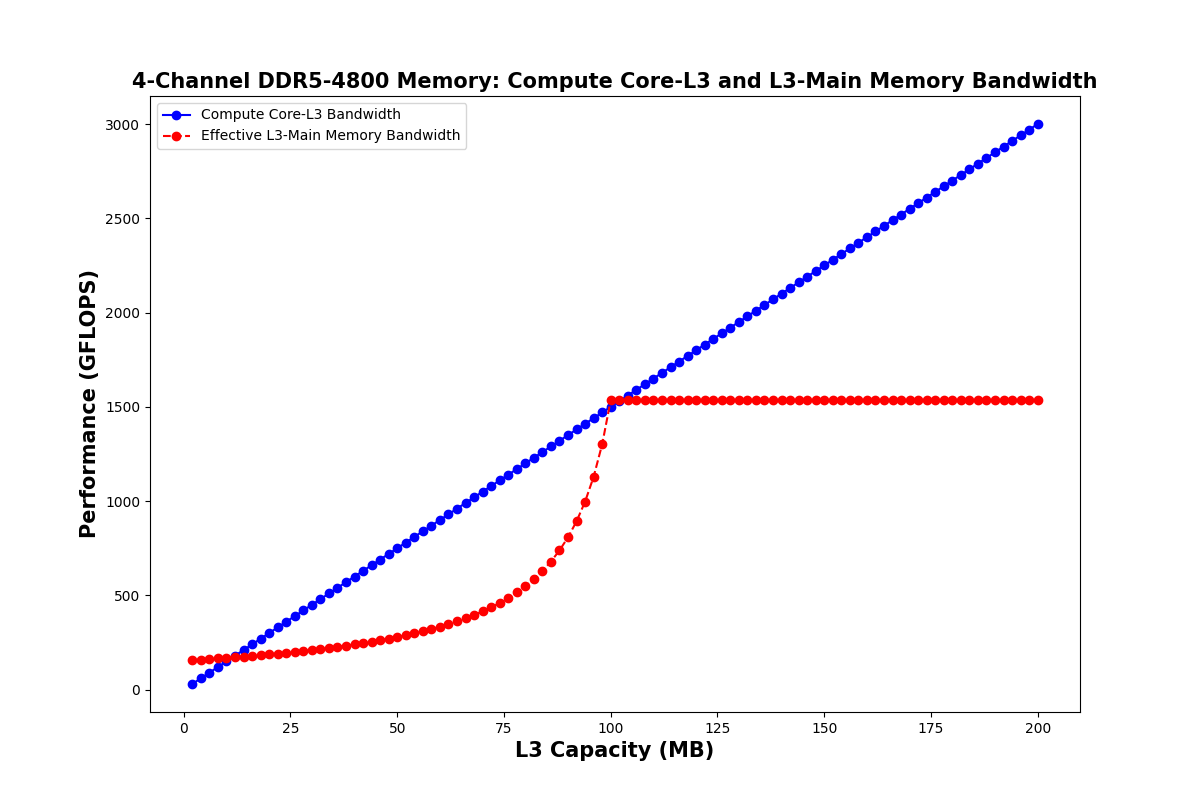 4-Channel DDR5-4800 Memory: Compute Core-L3 and L3-Main Memory Bandwidth
Compute Core-L3 Bandwidth
Effective L3-Main Memory Bandwidth
Performance (GFLOPS)
3000
2500
2000
1500
1000
500
0
0 25 50 75 100 125 150 175 200
L3 Capacity (MB)